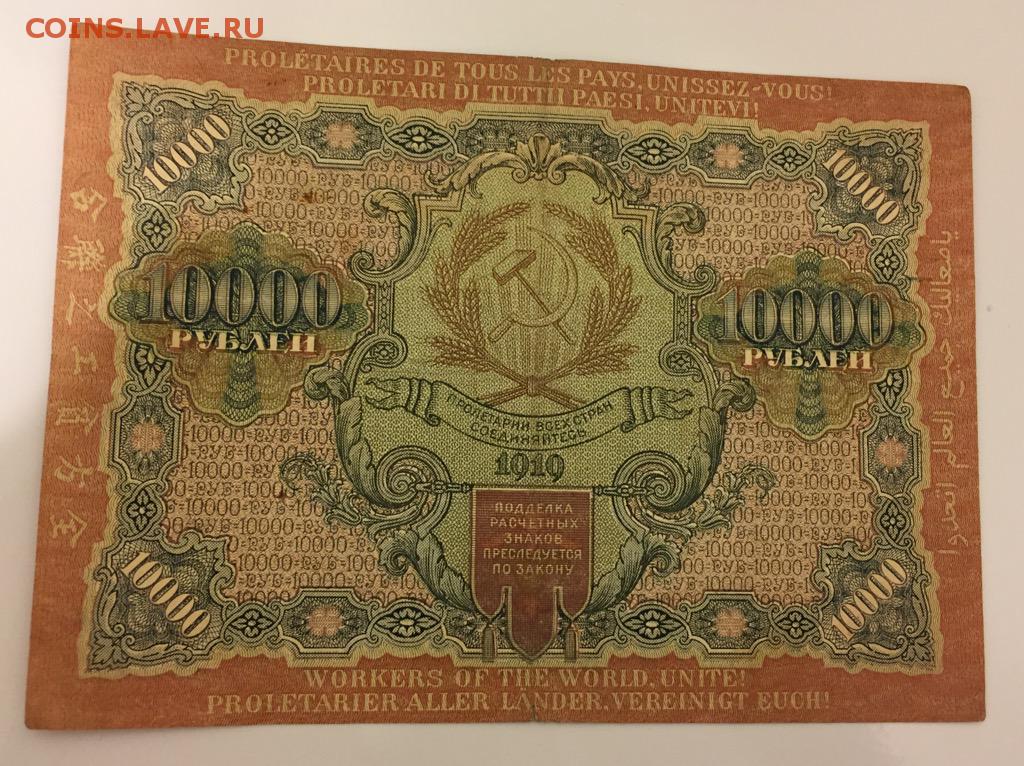 COINS.LAVE.RU
PROLÉTAIRES DE TOUS LES PAYS, UNISSEZ-VOUS!
PROLETARI DI TUTTI I PAESI, UNITEVI!
10000
10000
10000
РУБЛЕЙ
10000
РУБЛЕЙ
ПРОЛЕТАРИИ ВСЕХ СТРАН
СОЕДИНЯЙТЕСЬ
1919
ПОДДЕЛКА
РАСЧЕТНЫХ
ЗНАКОВ
ПРЕСЛЕДУЕТСЯ
ПО ЗАКОНУ
10000
10000
WORKERS OF THE WORLD, UNITE!
PROLETARIER ALLER LÄNDER, VEREINIGT EUCH!